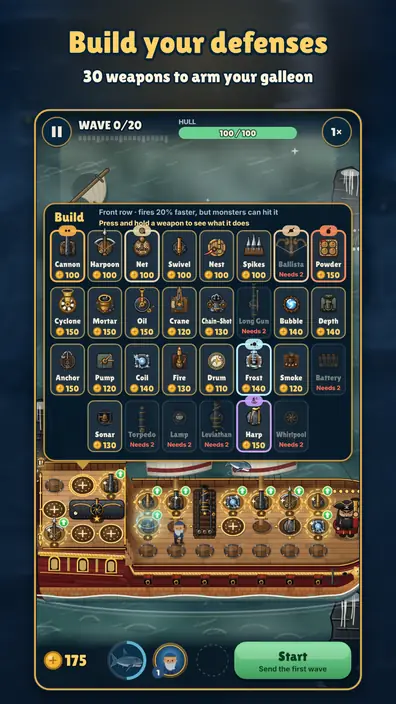 Build your defenses
30 weapons to arm your galleon
WAVE 0/20
HULL
100/100
1×
Build
Front row · fires 20% faster, but monsters can hit it
Press and hold a weapon to see what it does
Cannon Harpoon Net Swivel Nest Spikes Ballista Powder
100 100 100 100 100 100 Needs 2 150
Cyclone Mortar Oil Crane Chain-Shot Long Gun Bubble Depth
150 150 150 120 130 Needs 2 140 140
Anchor Pump Coil Fire Drum Frost Smoke Battery
150 120 140 130 110 140 120 Needs 2
Sonar Torpedo Lamp Leviathan Harp Whirlpool
130 Needs 2 Needs 2 Needs 2 150 Needs 2
175
1
Start
Send the first wave